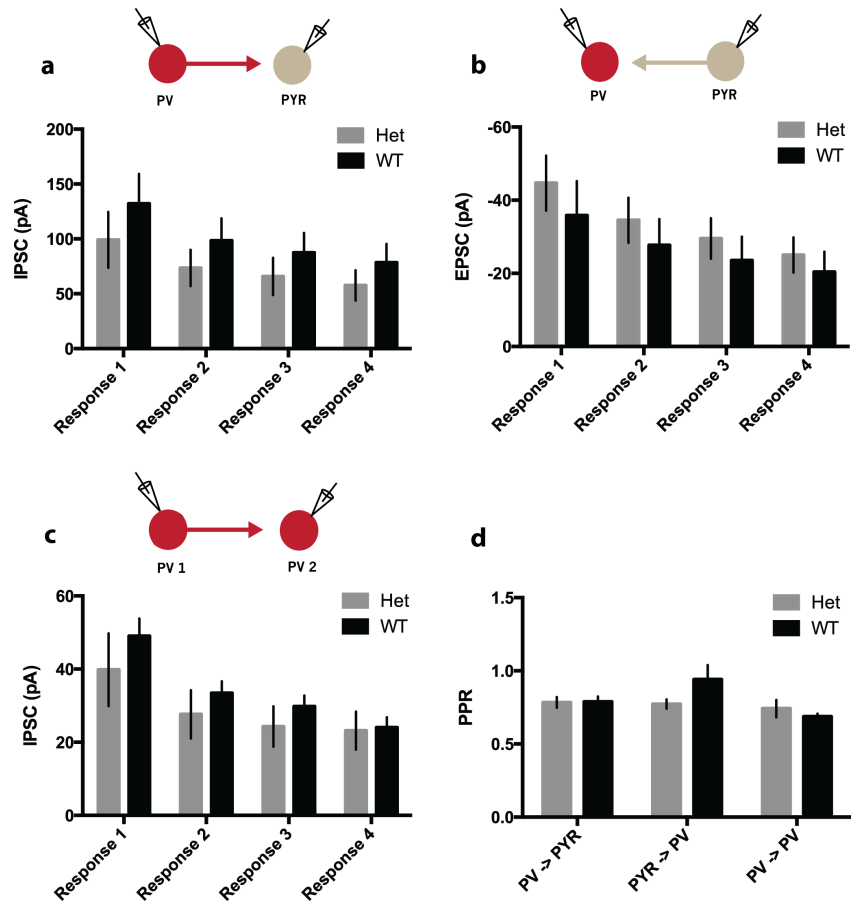 a
PV
PYR
200
150
100
50
0
IPSC (pA)
Het
WT
Response 1
Response 2
Response 3
Response 4
b
PV
PYR
-60
-40
-20
0
EPSC (pA)
Het
WT
Response 1
Response 2
Response 3
Response 4
c
PV 1
PV 2
60
40
20
0
IPSC (pA)
Het
WT
Response 1
Response 2
Response 3
Response 4
d
1.5
1.0
0.5
0.0
PPR
Het
WT
PV -> PYR
PYR -> PV
PV -> PV